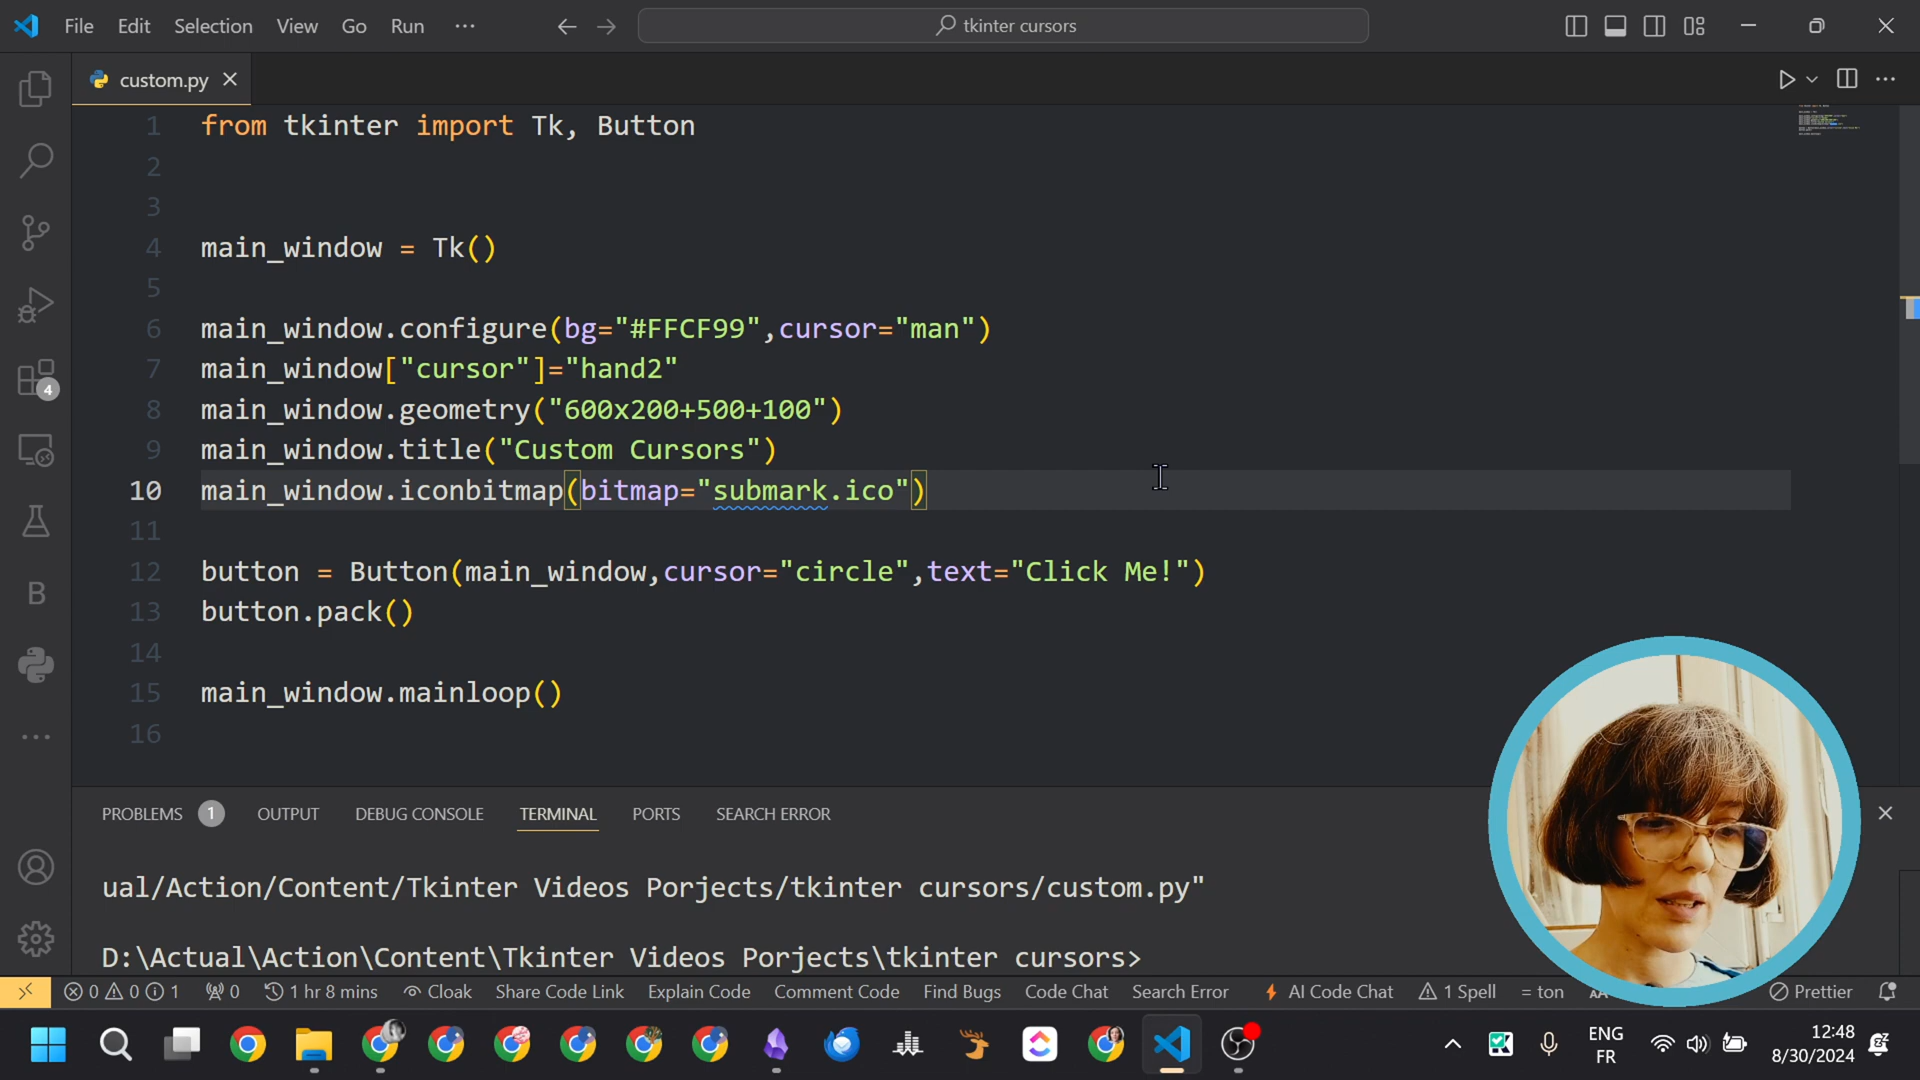 File Edit Selection View Go Run ···
tkinter cursors
custom.py
1 from tkinter import Tk, Button
2
3
4 main_window = Tk()
5
6 main_window.configure(bg="#FFCF99",cursor="man")
7 main_window["cursor"]="hand2"
8 main_window.geometry("600x200+500+100")
9 main_window.title("Custom Cursors")
10 main_window.iconbitmap(bitmap="submark.ico")
11
12 button = Button(main_window,cursor="circle",text="Click Me!")
13 button.pack()
14
15 main_window.mainloop()
16
4
B
PROBLEMS 1 OUTPUT DEBUG CONSOLE TERMINAL PORTS SEARCH ERROR
ual/Action/Content/Tkinter Videos Porjects/tkinter cursors/custom.py"
D:\Actual\Action\Content\Tkinter Videos Porjects\tkinter cursors>
0 0 1 0 1 hr 8 mins Cloak Share Code Link Explain Code Comment Code Find Bugs Code Chat Search Error AI Code Chat 1 Spell = ton Prettier
ENG
FR
12:48
8/30/2024